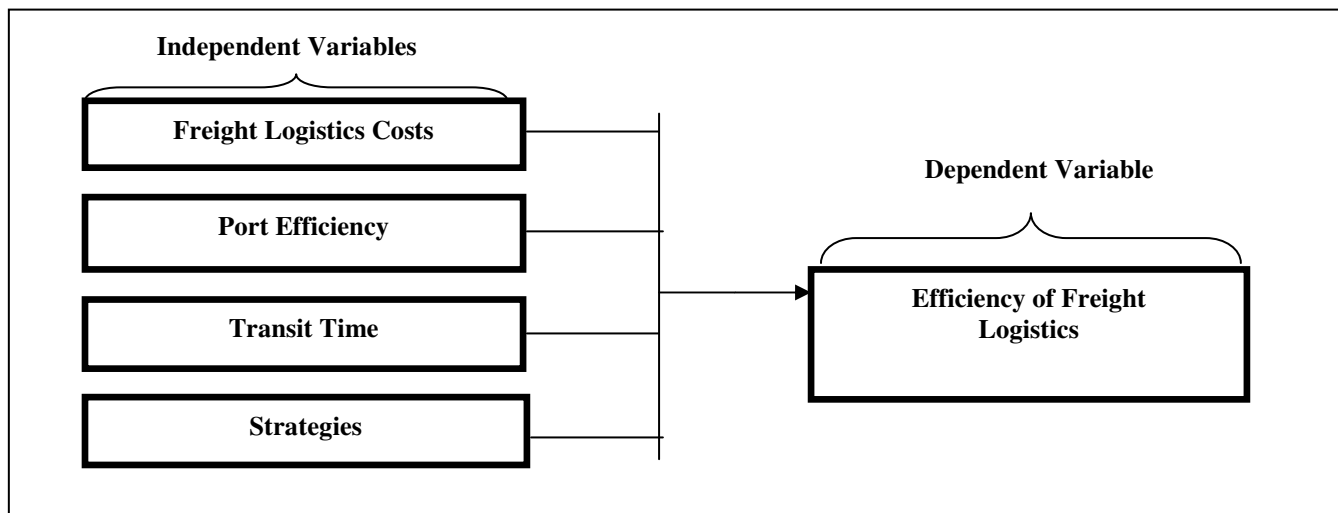 Independent Variables
Freight Logistics Costs
Port Efficiency
Transit Time
Strategies
Dependent Variable
Efficiency of Freight
Logistics